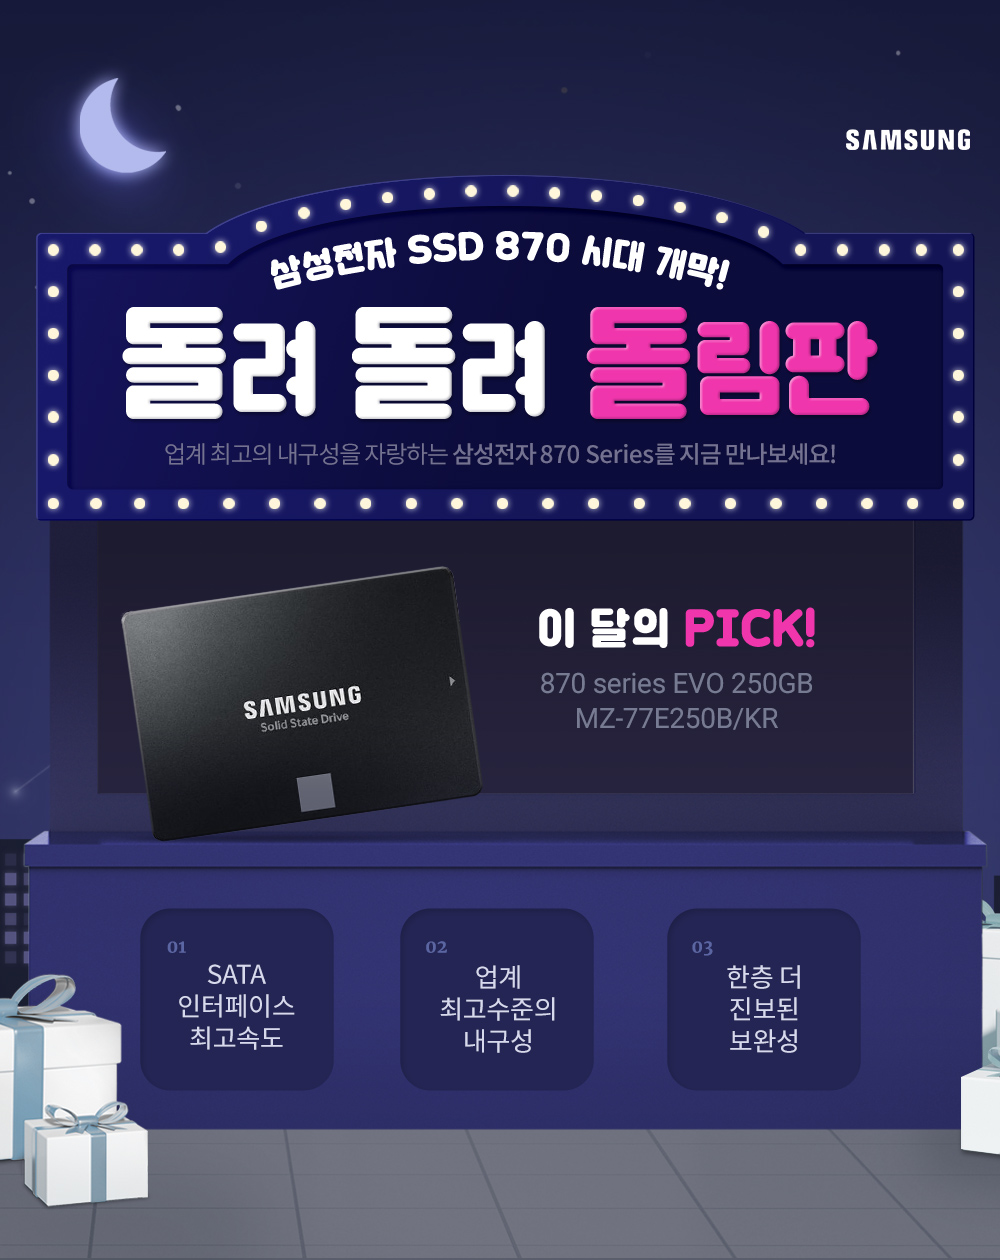 SAMSUNG
삼성전자 SSD 870 시대 개막!
돌려 돌려 돌림판
업계 최고의 내구성을 자랑하는 삼성전자 870 Series를 지금 만나보세요!
SAMSUNG
Solid State Drive
이 달의 PICK!
870 series EVO 250GB
MZ-77E250B/KR
01
SATA
인터페이스
최고속도
02
업계
최고수준의
내구성
03
한층 더
진보된
보완성